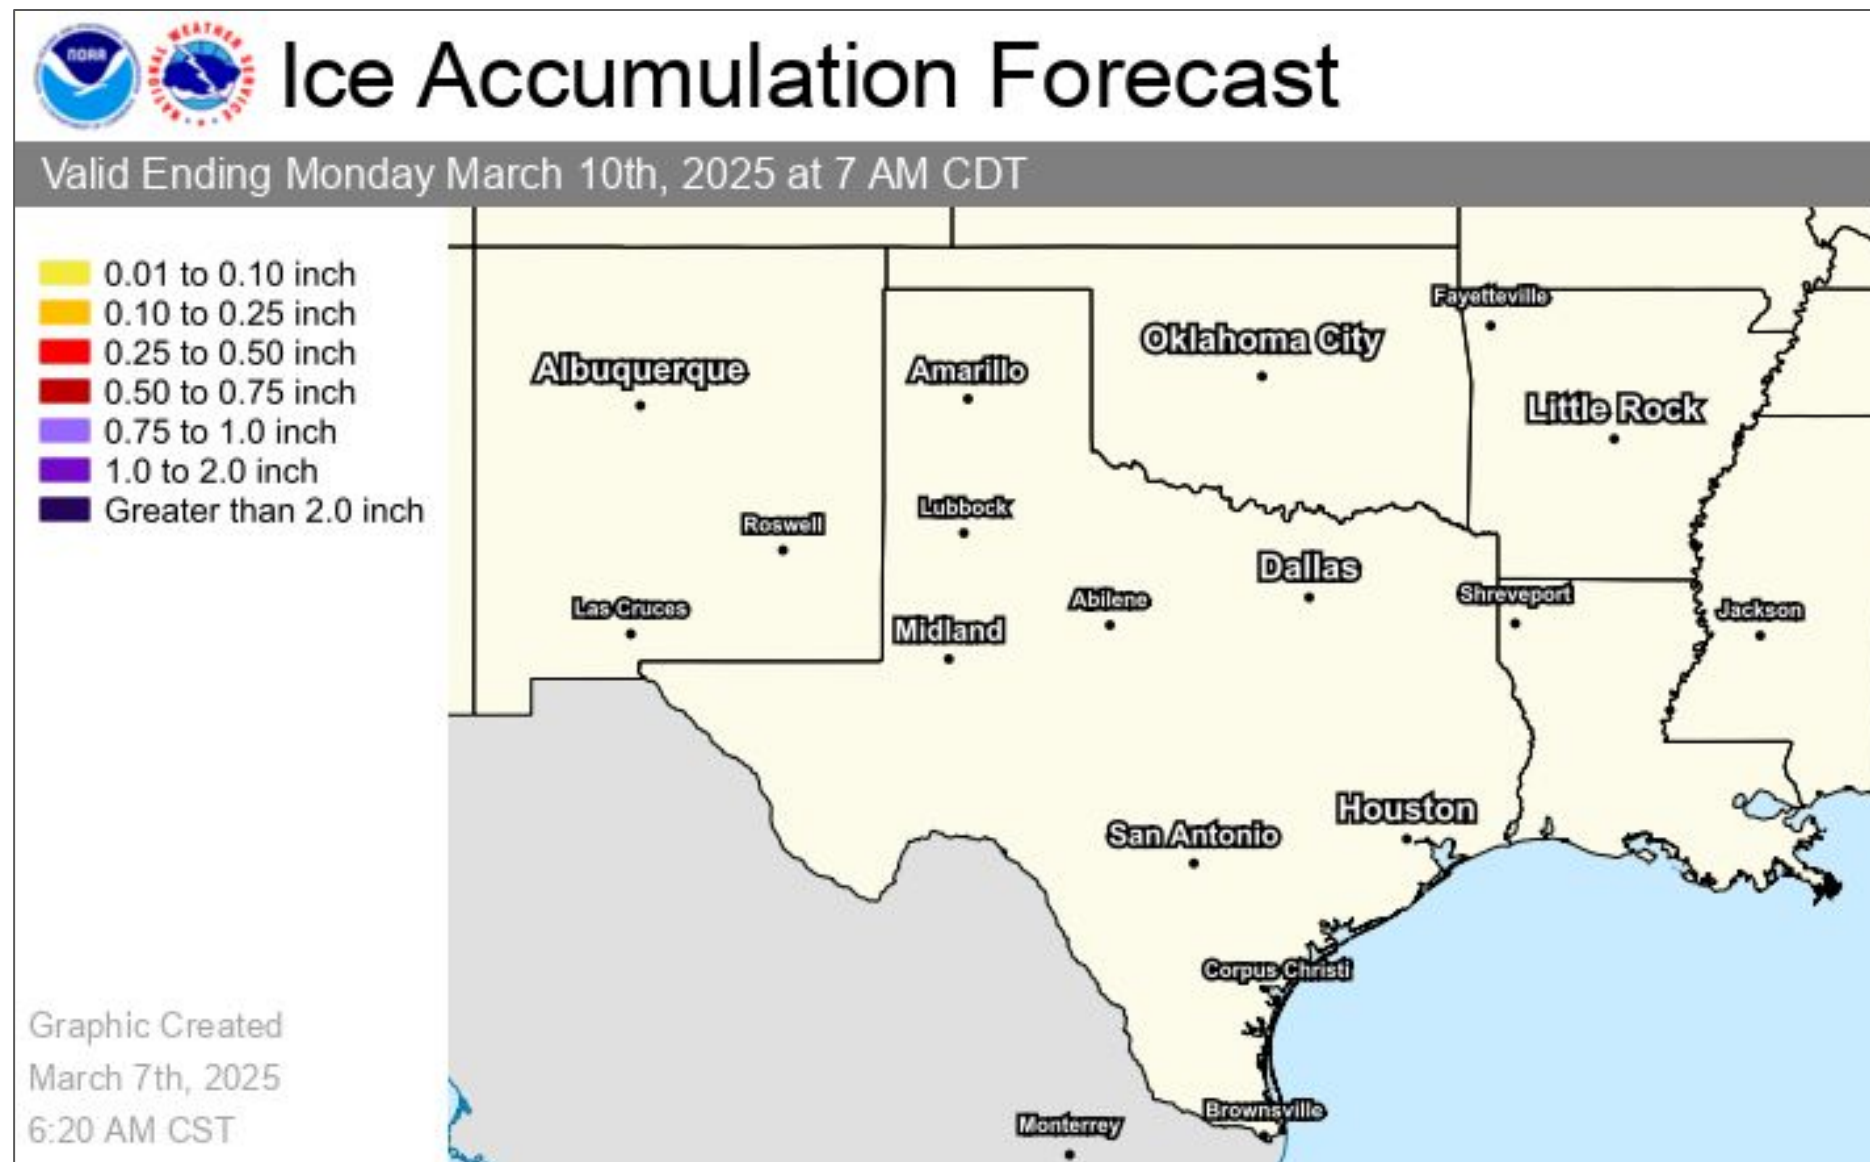 NOAA
NATIONAL WEATHER SERVICE
Ice Accumulation Forecast
Valid Ending Monday March 10th, 2025 at 7 AM CDT
0.01 to 0.10 inch
0.10 to 0.25 inch
0.25 to 0.50 inch
0.50 to 0.75 inch
0.75 to 1.0 inch
1.0 to 2.0 inch
Greater than 2.0 inch
Fayetteville
Oklahoma City
Albuquerque
Amarillo
Little Rock
Lubbock
Roswell
Dallas
Shreveport
Abilene
Las Cruces
Jackson
Midland
Houston
San Antonio
Corpus Christi
Brownsville
Monterrey
Graphic Created
March 7th, 2025
6:20 AM CST